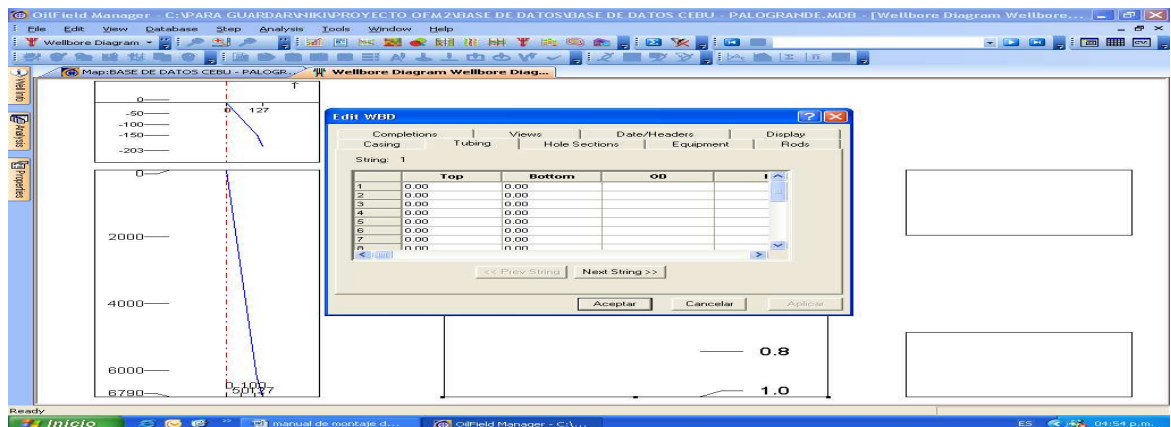 OilField Manager - C:\PARA GUARDAR\NIKI\PROYECTO OFM2\BASE DE DATOS\BASE DE DATOS CEBU - PALOGRANDE.MDB - [Wellbore Diagram Wellbore...
File Edit View Database Step Analysis Tools Window Help
Wellbore Diagram
Map:BASE DE DATOS CEBU - PALOGR... Wellbore Diagram Wellbore Diag...
Well Info
Analysis
Properties
0
-50
-100
-150
-203
0 127
0
2000
4000
6000
6790
Edit WBD
Completions Views Date/Headers Display
Casing Tubing Hole Sections Equipment Rods
String: 1
Top Bottom OD
1 0.00 0.00
2 0.00 0.00
3 0.00 0.00
4 0.00 0.00
5 0.00 0.00
6 0.00 0.00
7 0.00 0.00
<< Prev String Next String >>
Aceptar Cancelar Aplicar
0.8
1.0
Ready
Inicio manual de montaje d... OilField Manager - C:\... ES 04:54 p.m.